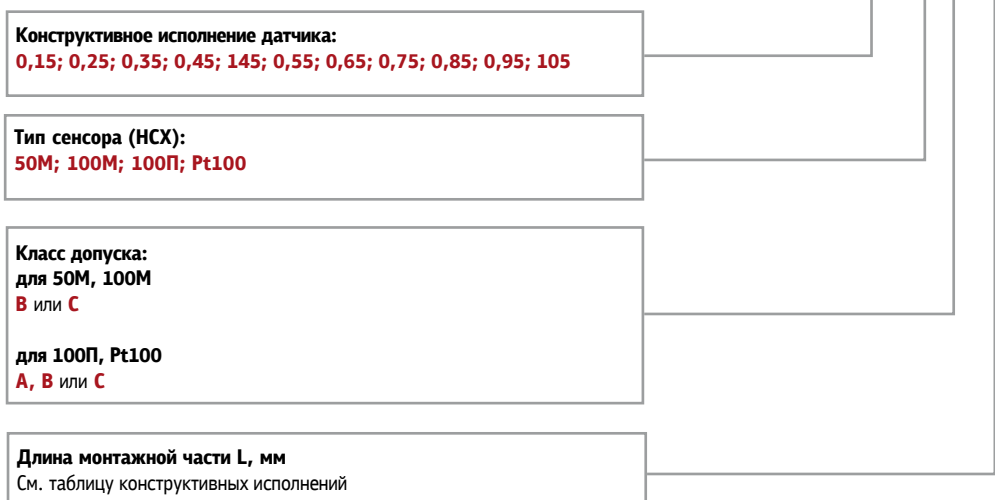 Конструктивное исполнение датчика:
0,15; 0,25; 0,35; 0,45; 145; 0,55; 0,65; 0,75; 0,85; 0,95; 105
Тип сенсора (НСХ):
50М; 100М; 100П; Pt100
Класс допуска:
для 50М, 100М
В или С
для 100П, Pt100
А, В или С
Длина монтажной части L, мм
См. таблицу конструктивных исполнений